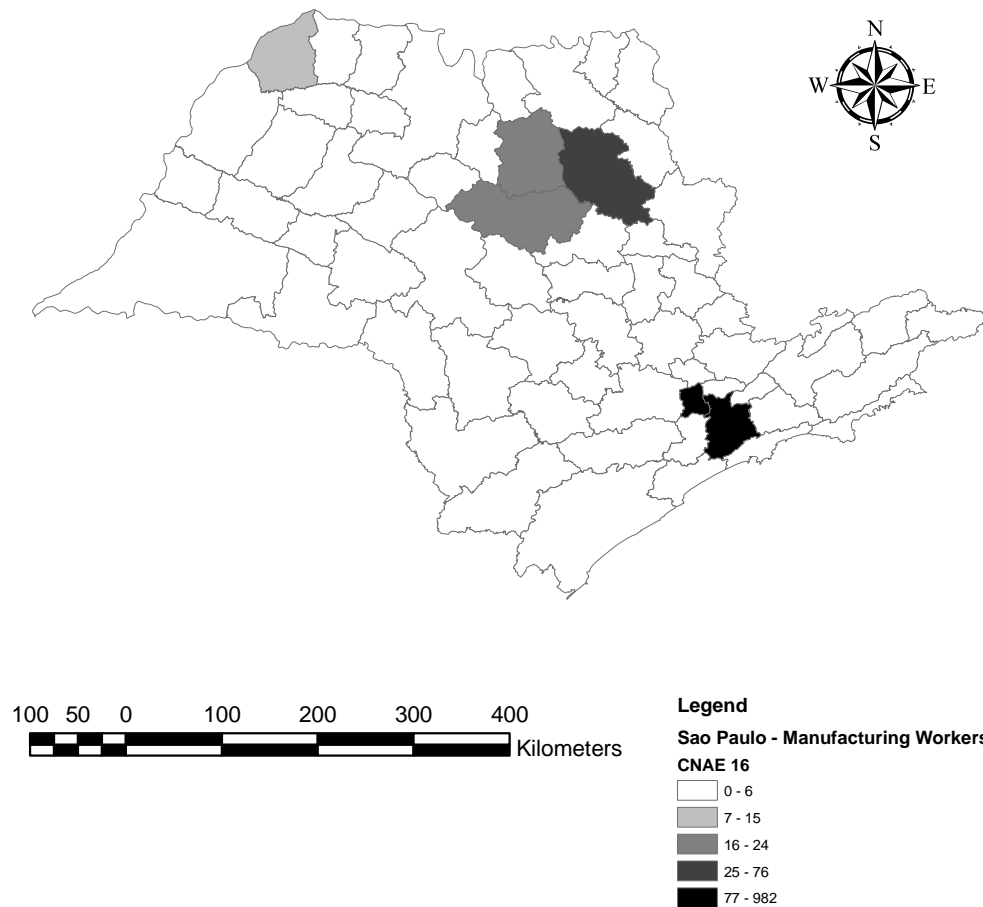 N
W E
S
100 50 0 100 200 300 400
Kilometers
Legend
Sao Paulo - Manufacturing Workers
CNAE 16
0 - 6
7 - 15
16 - 24
25 - 76
77 - 982